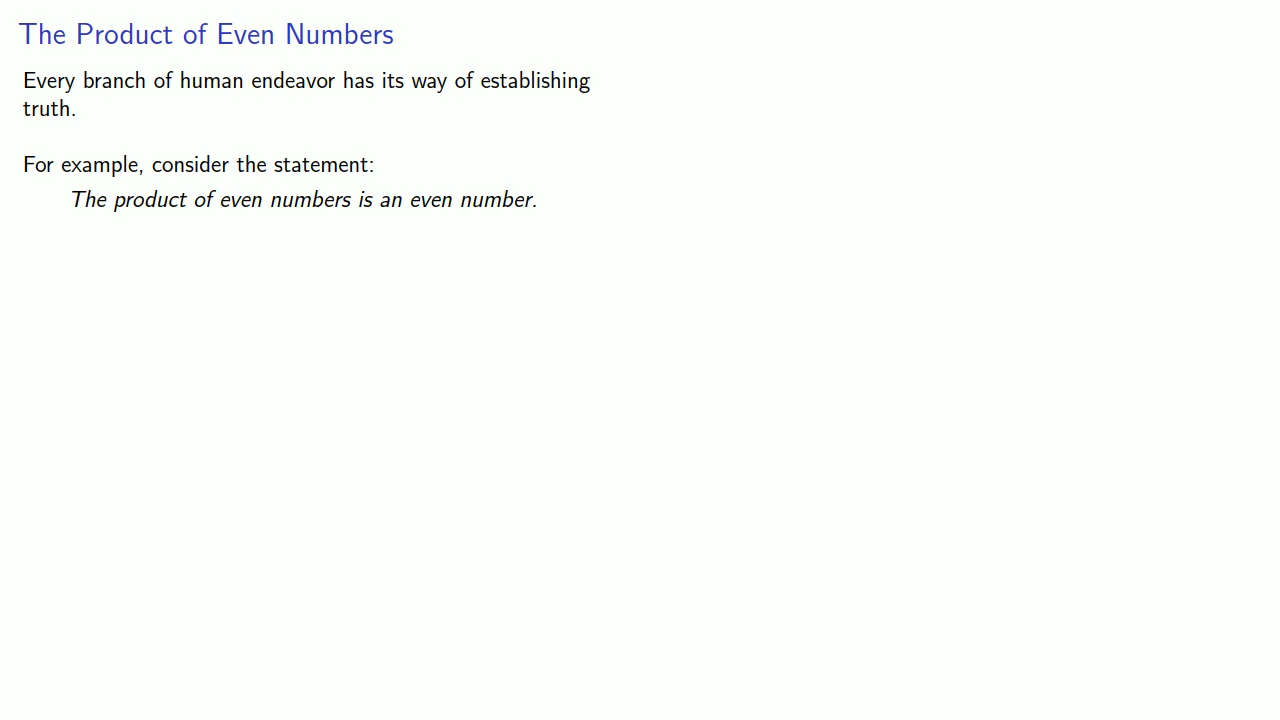 The Product of Even Numbers
Every branch of human endeavor has its way of establishing
truth.
For example, consider the statement:
The product of even numbers is an even number.